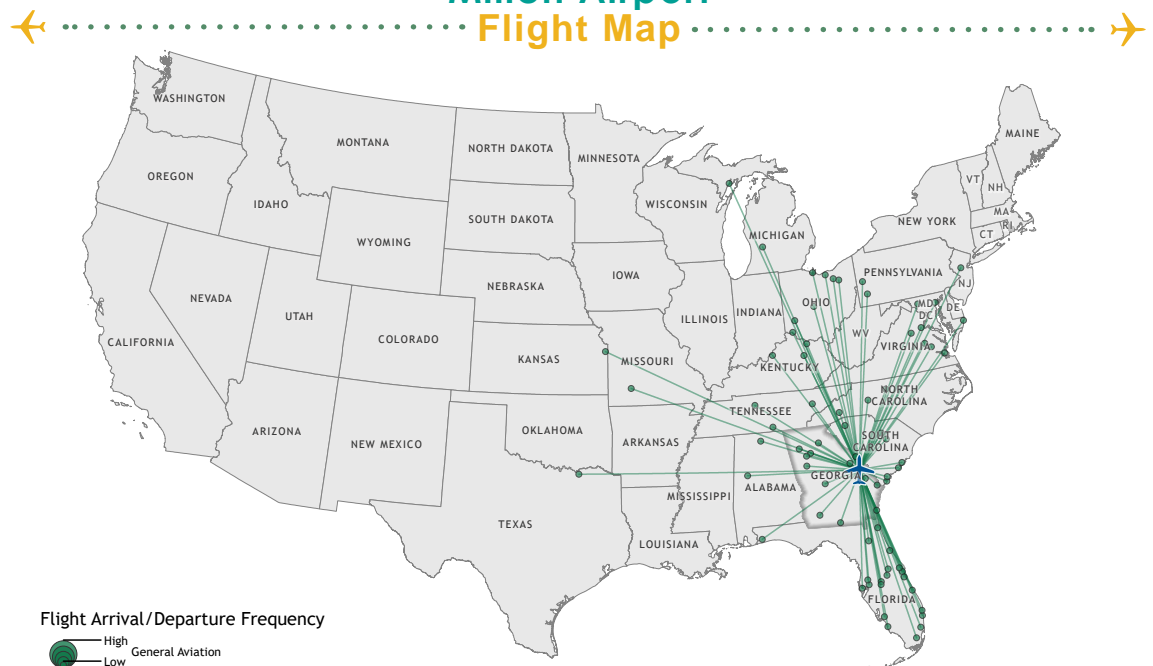 Millen Airport
Flight Map
WASHINGTON
MONTANA
NORTH DAKOTA
MINNESOTA
MAINE
OREGON
IDAHO
WISCONSIN
VT
NH
SOUTH DAKOTA
MICHIGAN
NEW YORK
MA
RI
CT
WYOMING
IOWA
PENNSYLVANIA
NJ
NEBRASKA
NEVADA
UTAH
ILLINOIS
INDIANA
OHIO
MD
DE
DC
COLORADO
CALIFORNIA
KANSAS
MISSOURI
WV
VIRGINIA
KENTUCKY
NORTH
CAROLINA
TENNESSEE
ARIZONA
NEW MEXICO
OKLAHOMA
ARKANSAS
SOUTH
CAROLINA
GEORGIA
ALABAMA
MISSISSIPPI
TEXAS
LOUISIANA
FLORIDA
Flight Arrival/Departure Frequency
High
General Aviation
Low